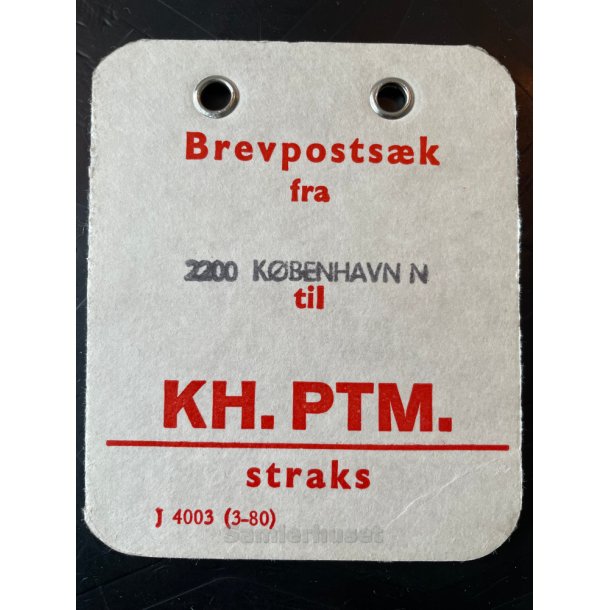 Brevpostsæk
fra
2200 KØBENHAVN N
til
KH. PTM.
straks
J 4003 (3-80)
samlerhuset